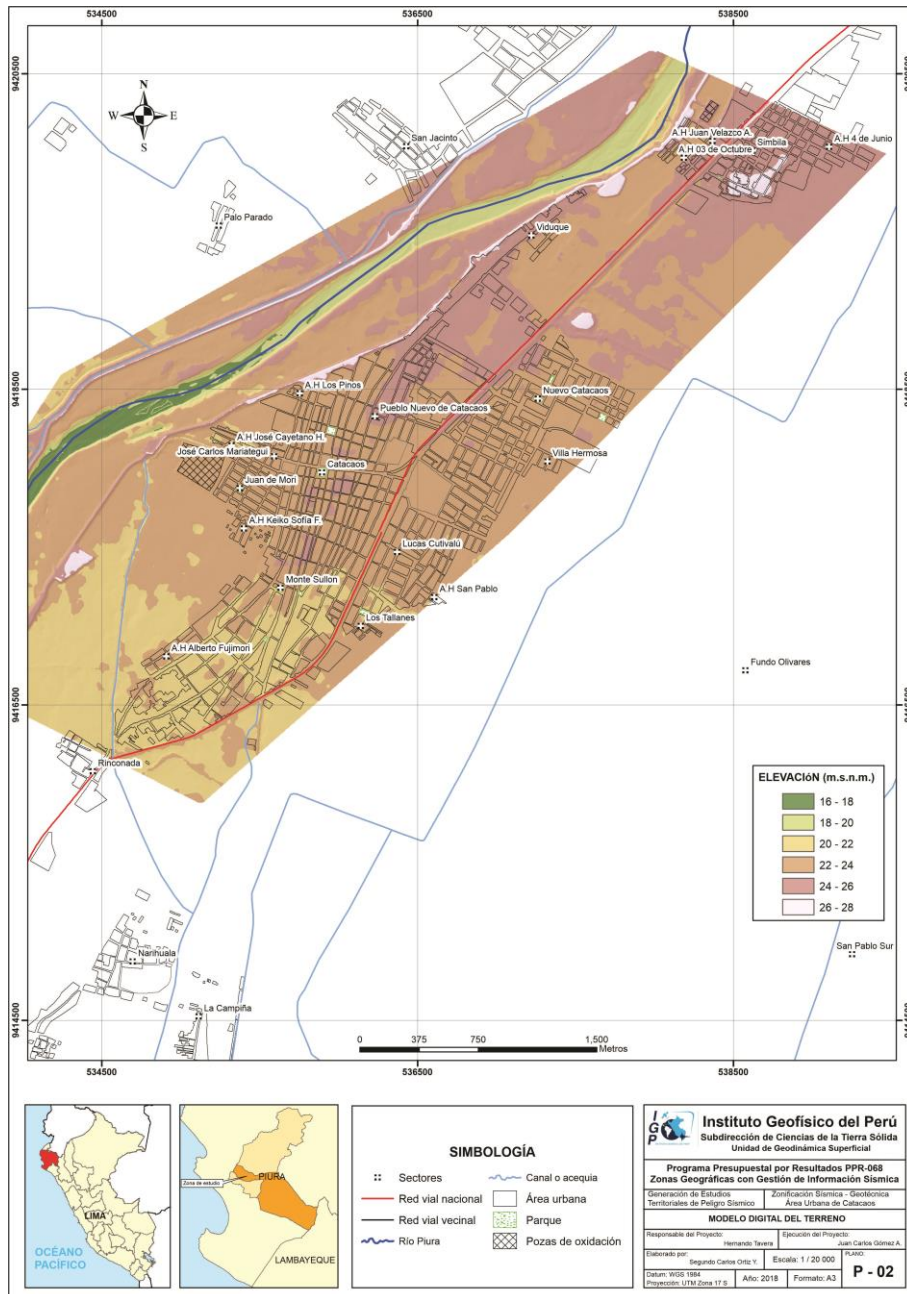 534500 536500 538500
9420500 9420500
N
W E
S
San Jacinto
A.H Juan Velazco A.
A.H 4 de Junio
Simbila
A.H 03 de Octubre
Palo Parado
Viduque
9418500
A.H Los Pinos
Nuevo Catacaos
Pueblo Nuevo de Catacaos
A.H José Cayetano H.
José Carlos Mariategui
Catacaos
Villa Hermosa
Juan de Mori
A.H Keiko Sofía F.
Lucas Cutivalú
Monte Sullon
A.H San Pablo
Los Tallanes
A.H Alberto Fujimori
Fundo Olivares
9416500 9416500
Rinconada
ELEVACIóN (m.s.n.m.)
16 - 18
18 - 20
20 - 22
22 - 24
24 - 26
26 - 28
Narihuala
San Pablo Sur
La Campiña
9414500 9414500
0 375 750 1,500
Metros
534500 536500 538500
LIMA
OCÉANO
PACÍFICO
PIURA
Zona de estudio
LAMBAYEQUE
SIMBOLOGÍA
Sectores
Red vial nacional
Red vial vecinal
Río Piura
Canal o acequia
Área urbana
Parque
Pozas de oxidación
IGP
Instituto Geofísico del Perú
Subdirección de Ciencias de la Tierra Sólida
Unidad de Geodinámica Superficial
Programa Presupuestal por Resultados PPR-068
Zonas Geográficas con Gestión de Información Sísmica
Generación de Estudios
Territoriales de Peligro Sísmico
Zonificación Sísmica - Geotécnica
Área Urbana de Catacaos
MODELO DIGITAL DEL TERRENO
Responsable del Proyecto:
Hernando Tavera
Ejecución del Proyecto:
Juan Carlos Gómez A.
Elaborado por:
Segundo Carlos Ortiz Y.
Escala: 1 / 20 000
PLANO:
P - 02
Datum: WGS 1984
Proyección: UTM Zona 17 S
Año: 2018
Formato: A3